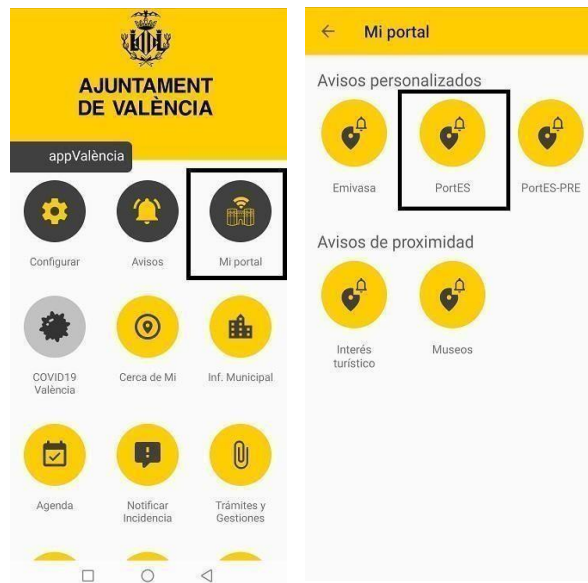 AJUNTAMENT
DE VALÈNCIA
appValència
Configurar
Avisos
Mi portal
COVID19
València
Cerca de Mi
Inf. Municipal
Agenda
Notificar
Incidencia
Trámites y
Gestiones
Mi portal
Avisos personalizados
Emivasa
PortES
PortES-PRE
Avisos de proximidad
Interés
turístico
Museos